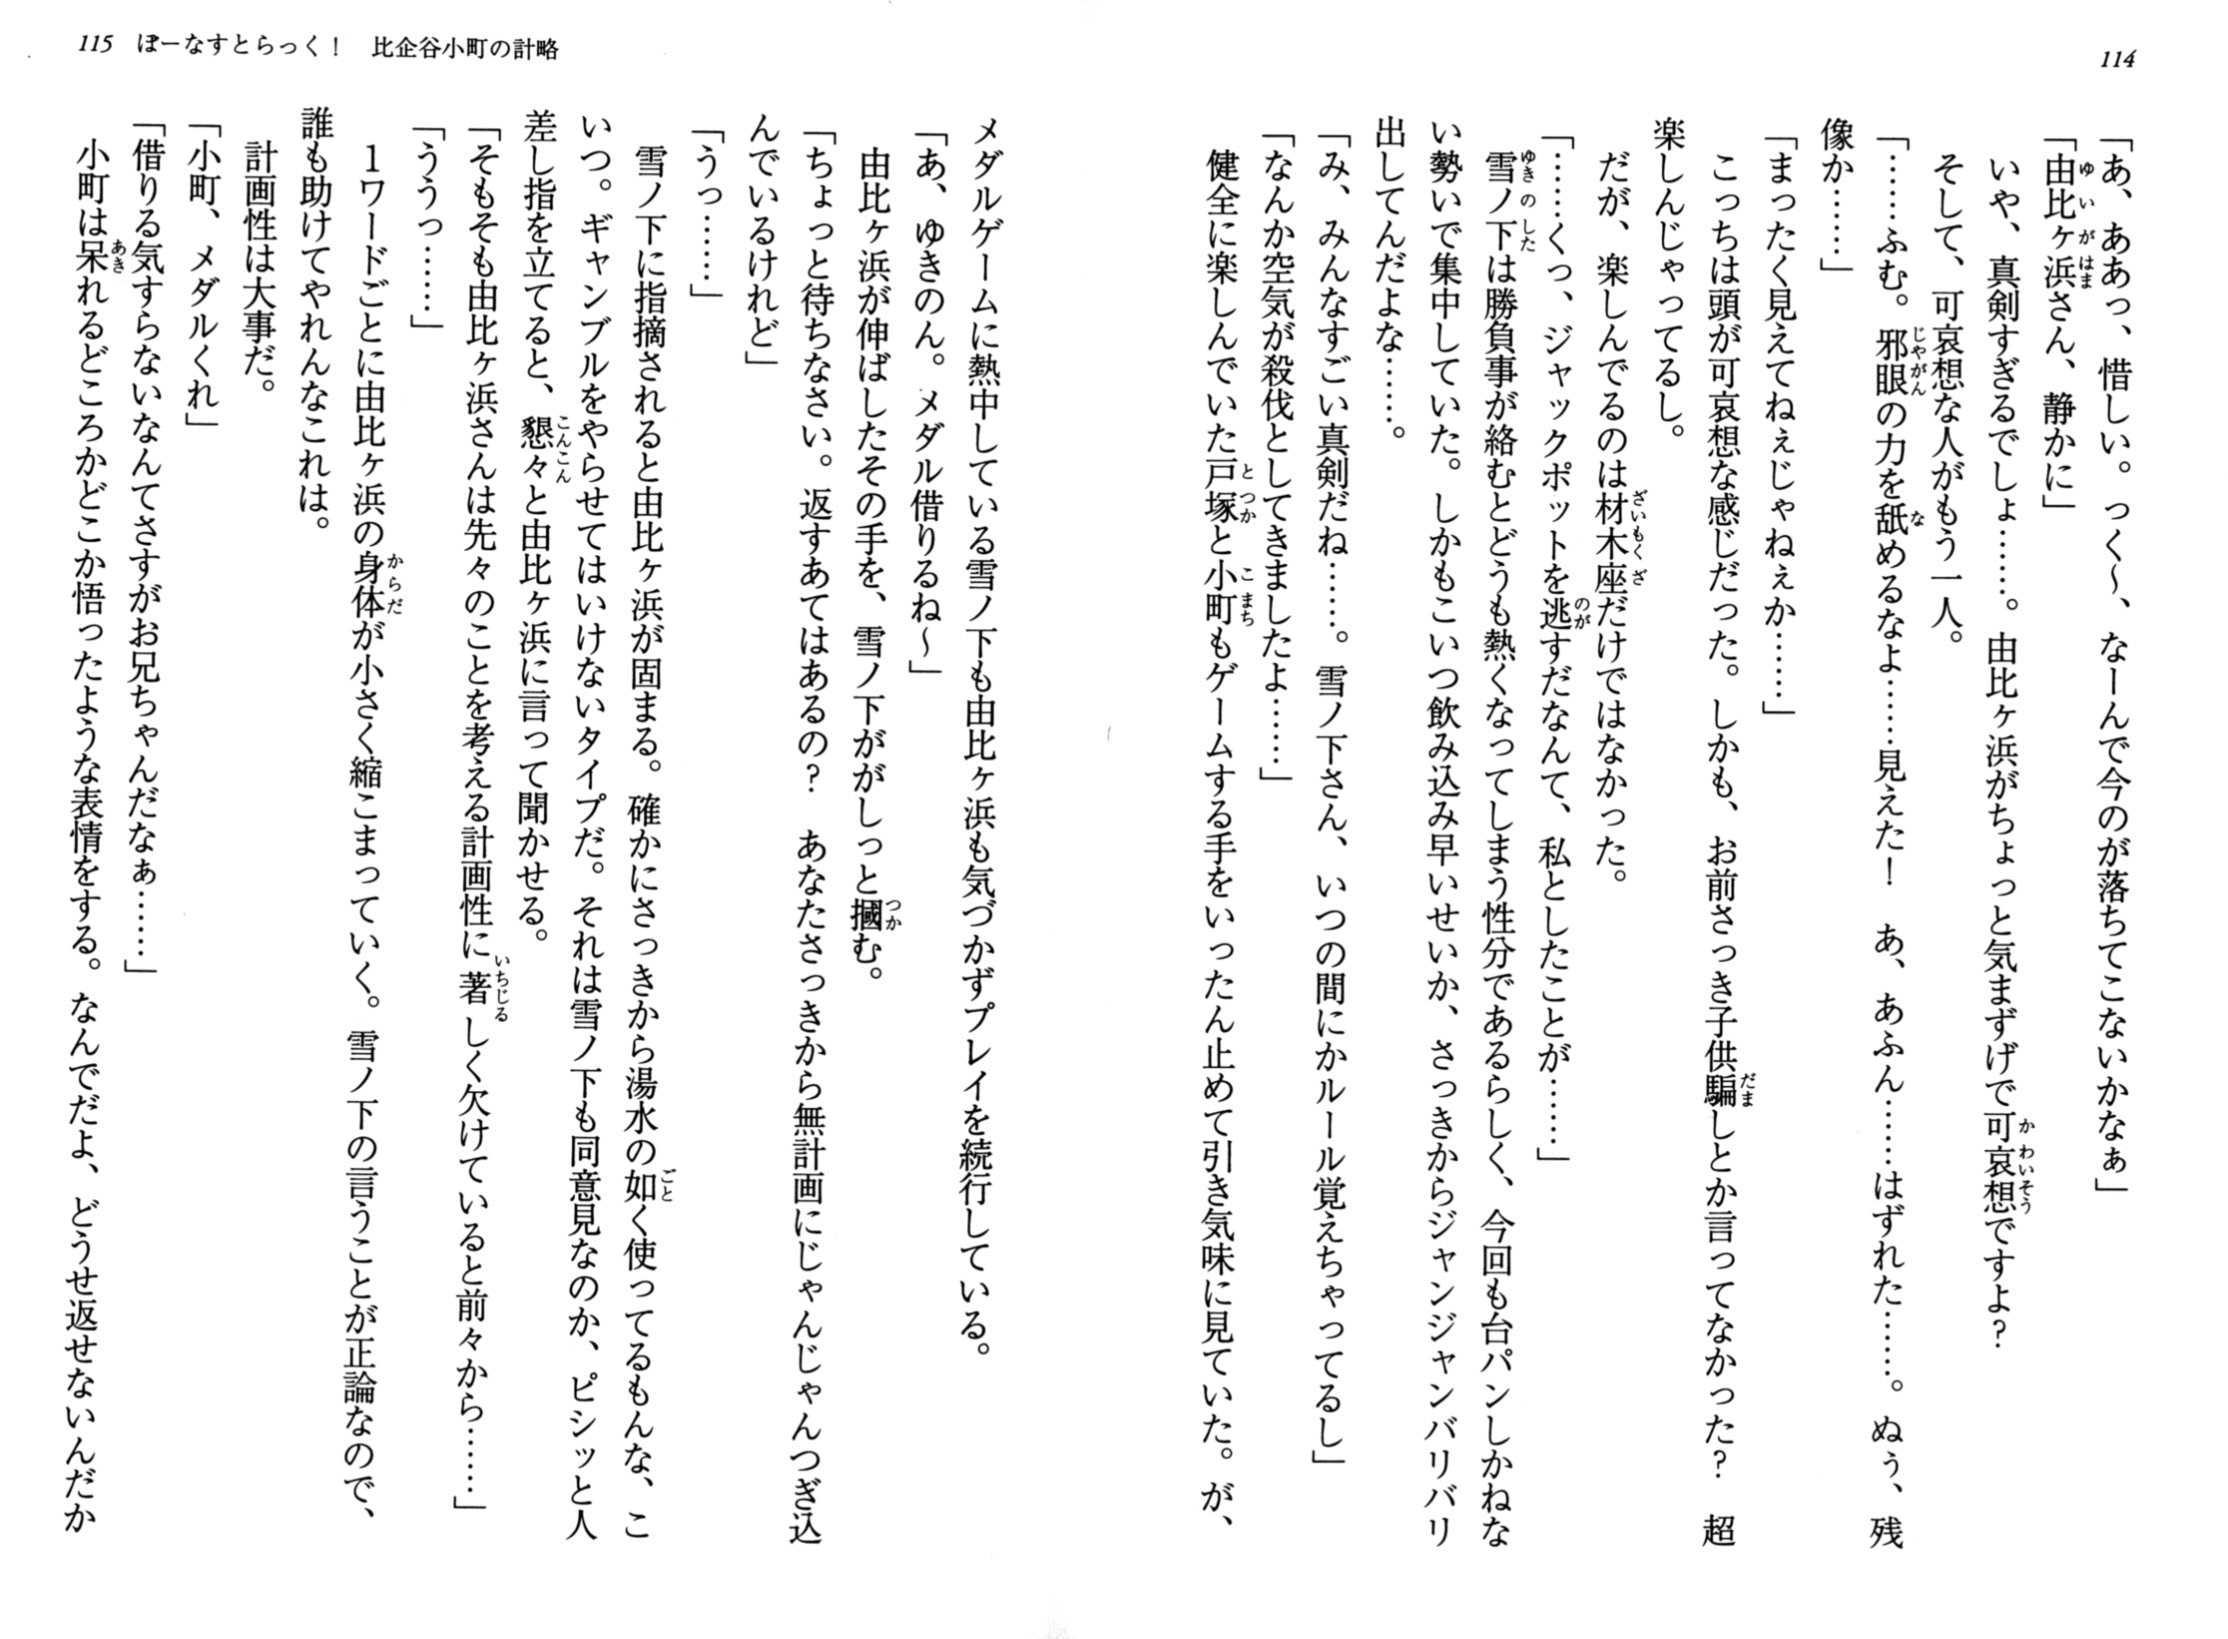 114
「あ、ああっ、惜しい。っく〜、なーんで今のが落ちてこないかなぁ」
「由比ヶ浜さん、静かに」
いや、真剣すぎるでしょ……。由比ヶ浜がちょっと気まずげで可哀想ですよ?
そして、可哀想な人がもう一人。
「……ふむ。邪眼の力を舐めるなよ……見えた! あ、あふん……はずれた……。ぬぅ、残
像か……」
「まったく見えてねぇじゃねぇか……」
こっちは頭が可哀想な感じだった。しかも、お前さっき子供騙しとか言ってなかった? 超
楽しんじゃってるし。
だが、楽しんでるのは材木座だけではなかった。
「……くっ、ジャックポットを逃すだなんて、私としたことが……」
雪ノ下は勝負事が絡むとどうも熱くなってしまう性分であるらしく、今回も台パンしかねな
い勢いで集中していた。しかもこいつ飲み込み早いせいか、さっきからジャンジャンバリバリ
出してんだよな……。
「み、みんなすごい真剣だね……。雪ノ下さん、いつの間にかルール覚えちゃってるし」
「なんか空気が殺伐としてきましたよ……」
健全に楽しんでいた戸塚と小町もゲームする手をいったん止めて引き気味に見ていた。が、
115 ぼーなすとらっく! 比企谷小町の計略
メダルゲームに熱中している雪ノ下も由比ヶ浜も気づかずプレイを続行している。
「あ、ゆきのん。メダル借りるね〜」
由比ヶ浜が伸ばしたその手を、雪ノ下ががしっと摑む。
「ちょっと待ちなさい。返すあてはあるの? あなたさっきから無計画にじゃんじゃんつぎ込
んでいるけれど」
「うっ……」
雪ノ下に指摘されると由比ヶ浜が固まる。確かにさっきから湯水の如く使ってるもんな、こ
いつ。ギャンブルをやらせてはいけないタイプだ。それは雪ノ下も同意見なのか、ピシッと人
差し指を立てると、懇々と由比ヶ浜に言って聞かせる。
「そもそも由比ヶ浜さんは先々のことを考える計画性に著しく欠けていると前々から……」
「ううっ……」
1ワードごとに由比ヶ浜の身体が小さく縮こまっていく。雪ノ下の言うことが正論なので、
誰も助けてやれんなこれは。
計画性は大事だ。
「小町、メダルくれ」
「借りる気すらないなんてさすがお兄ちゃんだなぁ……」
小町は呆れるどころかどこか悟ったような表情をする。なんでだよ、どうせ返せないんだか